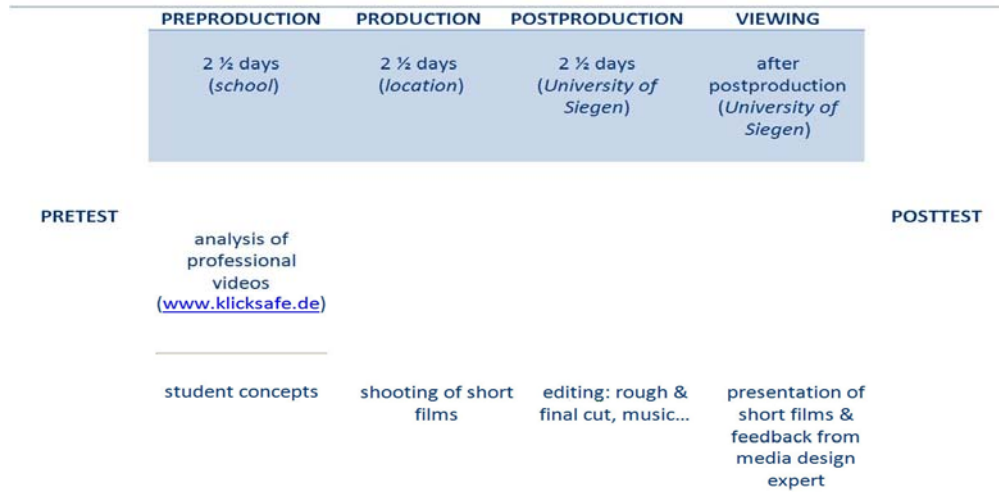 PREPRODUCTION PRODUCTION POSTPRODUCTION VIEWING
2 ½ days
(school)
2 ½ days
(location)
2 ½ days
(University of
Siegen)
after
postproduction
(University of
Siegen)
PRETEST
POSTTEST
analysis of
professional
videos
(www.klicksafe.de)
student concepts
shooting of short
films
editing: rough &
final cut, music...
presentation of
short films &
feedback from
media design
expert